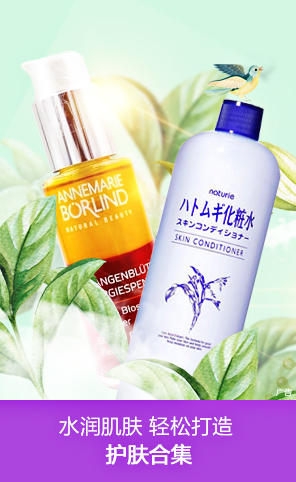 ANNEMARIE
BÖRLIND
NATURAL BEAUTY
naturie
ハトムギ化粧水
スキンコンディショナー
SKIN CONDITIONER
广告
水润肌肤 轻松打造
护肤合集